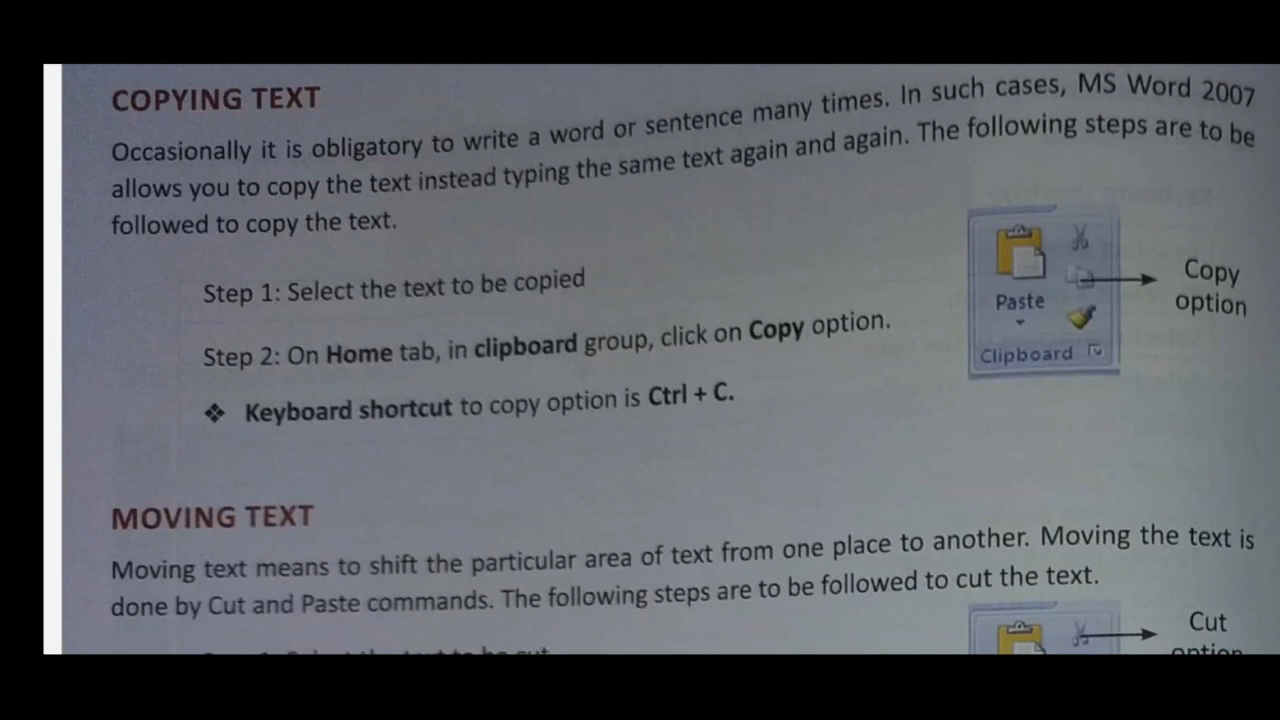 COPYING TEXT
Occasionally it is obligatory to write a word or sentence many times. In such cases, MS Word 2007
allows you to copy the text instead typing the same text again and again. The following steps are to be
followed to copy the text.
Step 1: Select the text to be copied
Step 2: On Home tab, in clipboard group, click on Copy option.
❖ Keyboard shortcut to copy option is Ctrl + C.
Paste
Clipboard
Copy
option
MOVING TEXT
Moving text means to shift the particular area of text from one place to another. Moving the text is
done by Cut and Paste commands. The following steps are to be followed to cut the text.
Cut
option